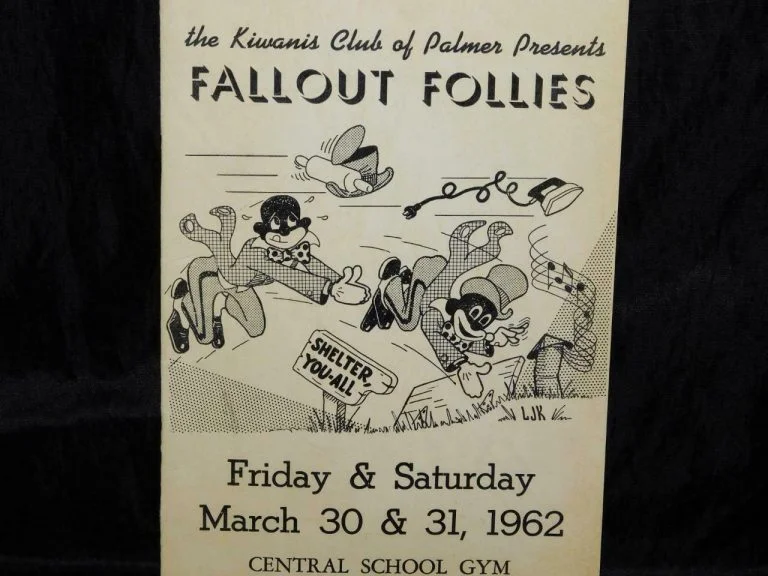 the Kiwanis Club of Palmer Presents
FALLOUT FOLLIES
SHELTER,
YOU-ALL
LJK
Friday & Saturday
March 30 & 31, 1962
CENTRAL SCHOOL GYM